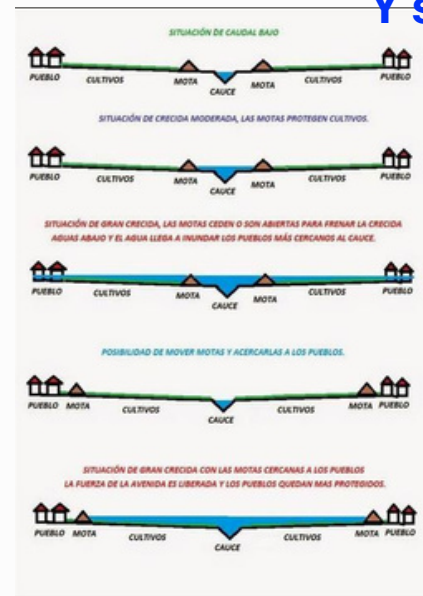 Y S
SITUACIÓN DE CAUDAL BAJO
PUEBLO CULTIVOS MOTA CAUCE MOTA CULTIVOS PUEBLO
SITUACIÓN DE CRECIDA MODERADA, LAS MOTAS PROTEGEN CULTIVOS.
PUEBLO CULTIVOS MOTA CAUCE MOTA CULTIVOS PUEBLO
SITUACIÓN DE GRAN CRECIDA, LAS MOTAS CEDEN O SON ABIERTAS PARA FRENAR LA CRECIDA
AGUAS ABAJO Y EL AGUA LLEGA A INUNDAR LOS PUEBLOS MÁS CERCANOS AL CAUCE.
PUEBLO CULTIVOS MOTA CAUCE MOTA CULTIVOS PUEBLO
POSIBILIDAD DE MOVER MOTAS Y ACERCARLAS A LOS PUEBLOS.
PUEBLO MOTA CULTIVOS CAUCE CULTIVOS MOTA PUEBLO
SITUACIÓN DE GRAN CRECIDA CON LAS MOTAS CERCANAS A LOS PUEBLOS
LA FUERZA DE LA AVENIDA ES LIBERADA Y LOS PUEBLOS QUEDAN MAS PROTEGIDOS.
PUEBLO MOTA CULTIVOS CAUCE CULTIVOS MOTA PUEBLO